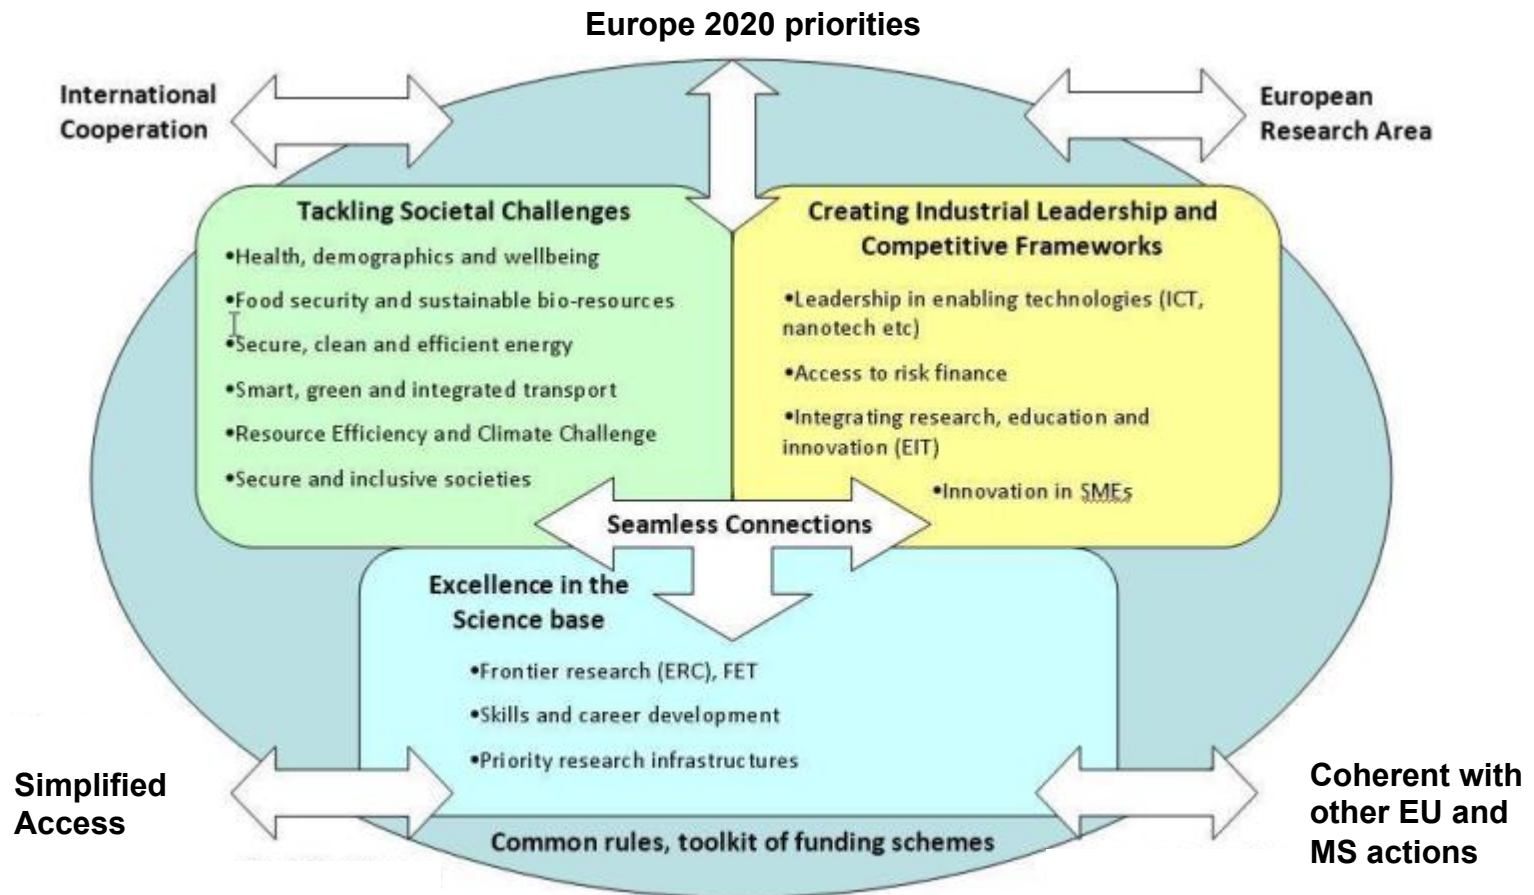 Europe 2020 priorities
International
Cooperation
European
Research Area
Tackling Societal Challenges
•Health, demographics and wellbeing
•Food security and sustainable bio-resources
•Secure, clean and efficient energy
•Smart, green and integrated transport
•Resource Efficiency and Climate Challenge
•Secure and inclusive societies
Creating Industrial Leadership and
Competitive Frameworks
•Leadership in enabling technologies (ICT,
nanotech etc)
•Access to risk finance
•Integrating research, education and
innovation (EIT)
•Innovation in SMEs
Seamless Connections
Excellence in the
Science base
•Frontier research (ERC), FET
•Skills and career development
•Priority research infrastructures
Simplified
Access
Coherent with
other EU and
MS actions
Common rules, toolkit of funding schemes